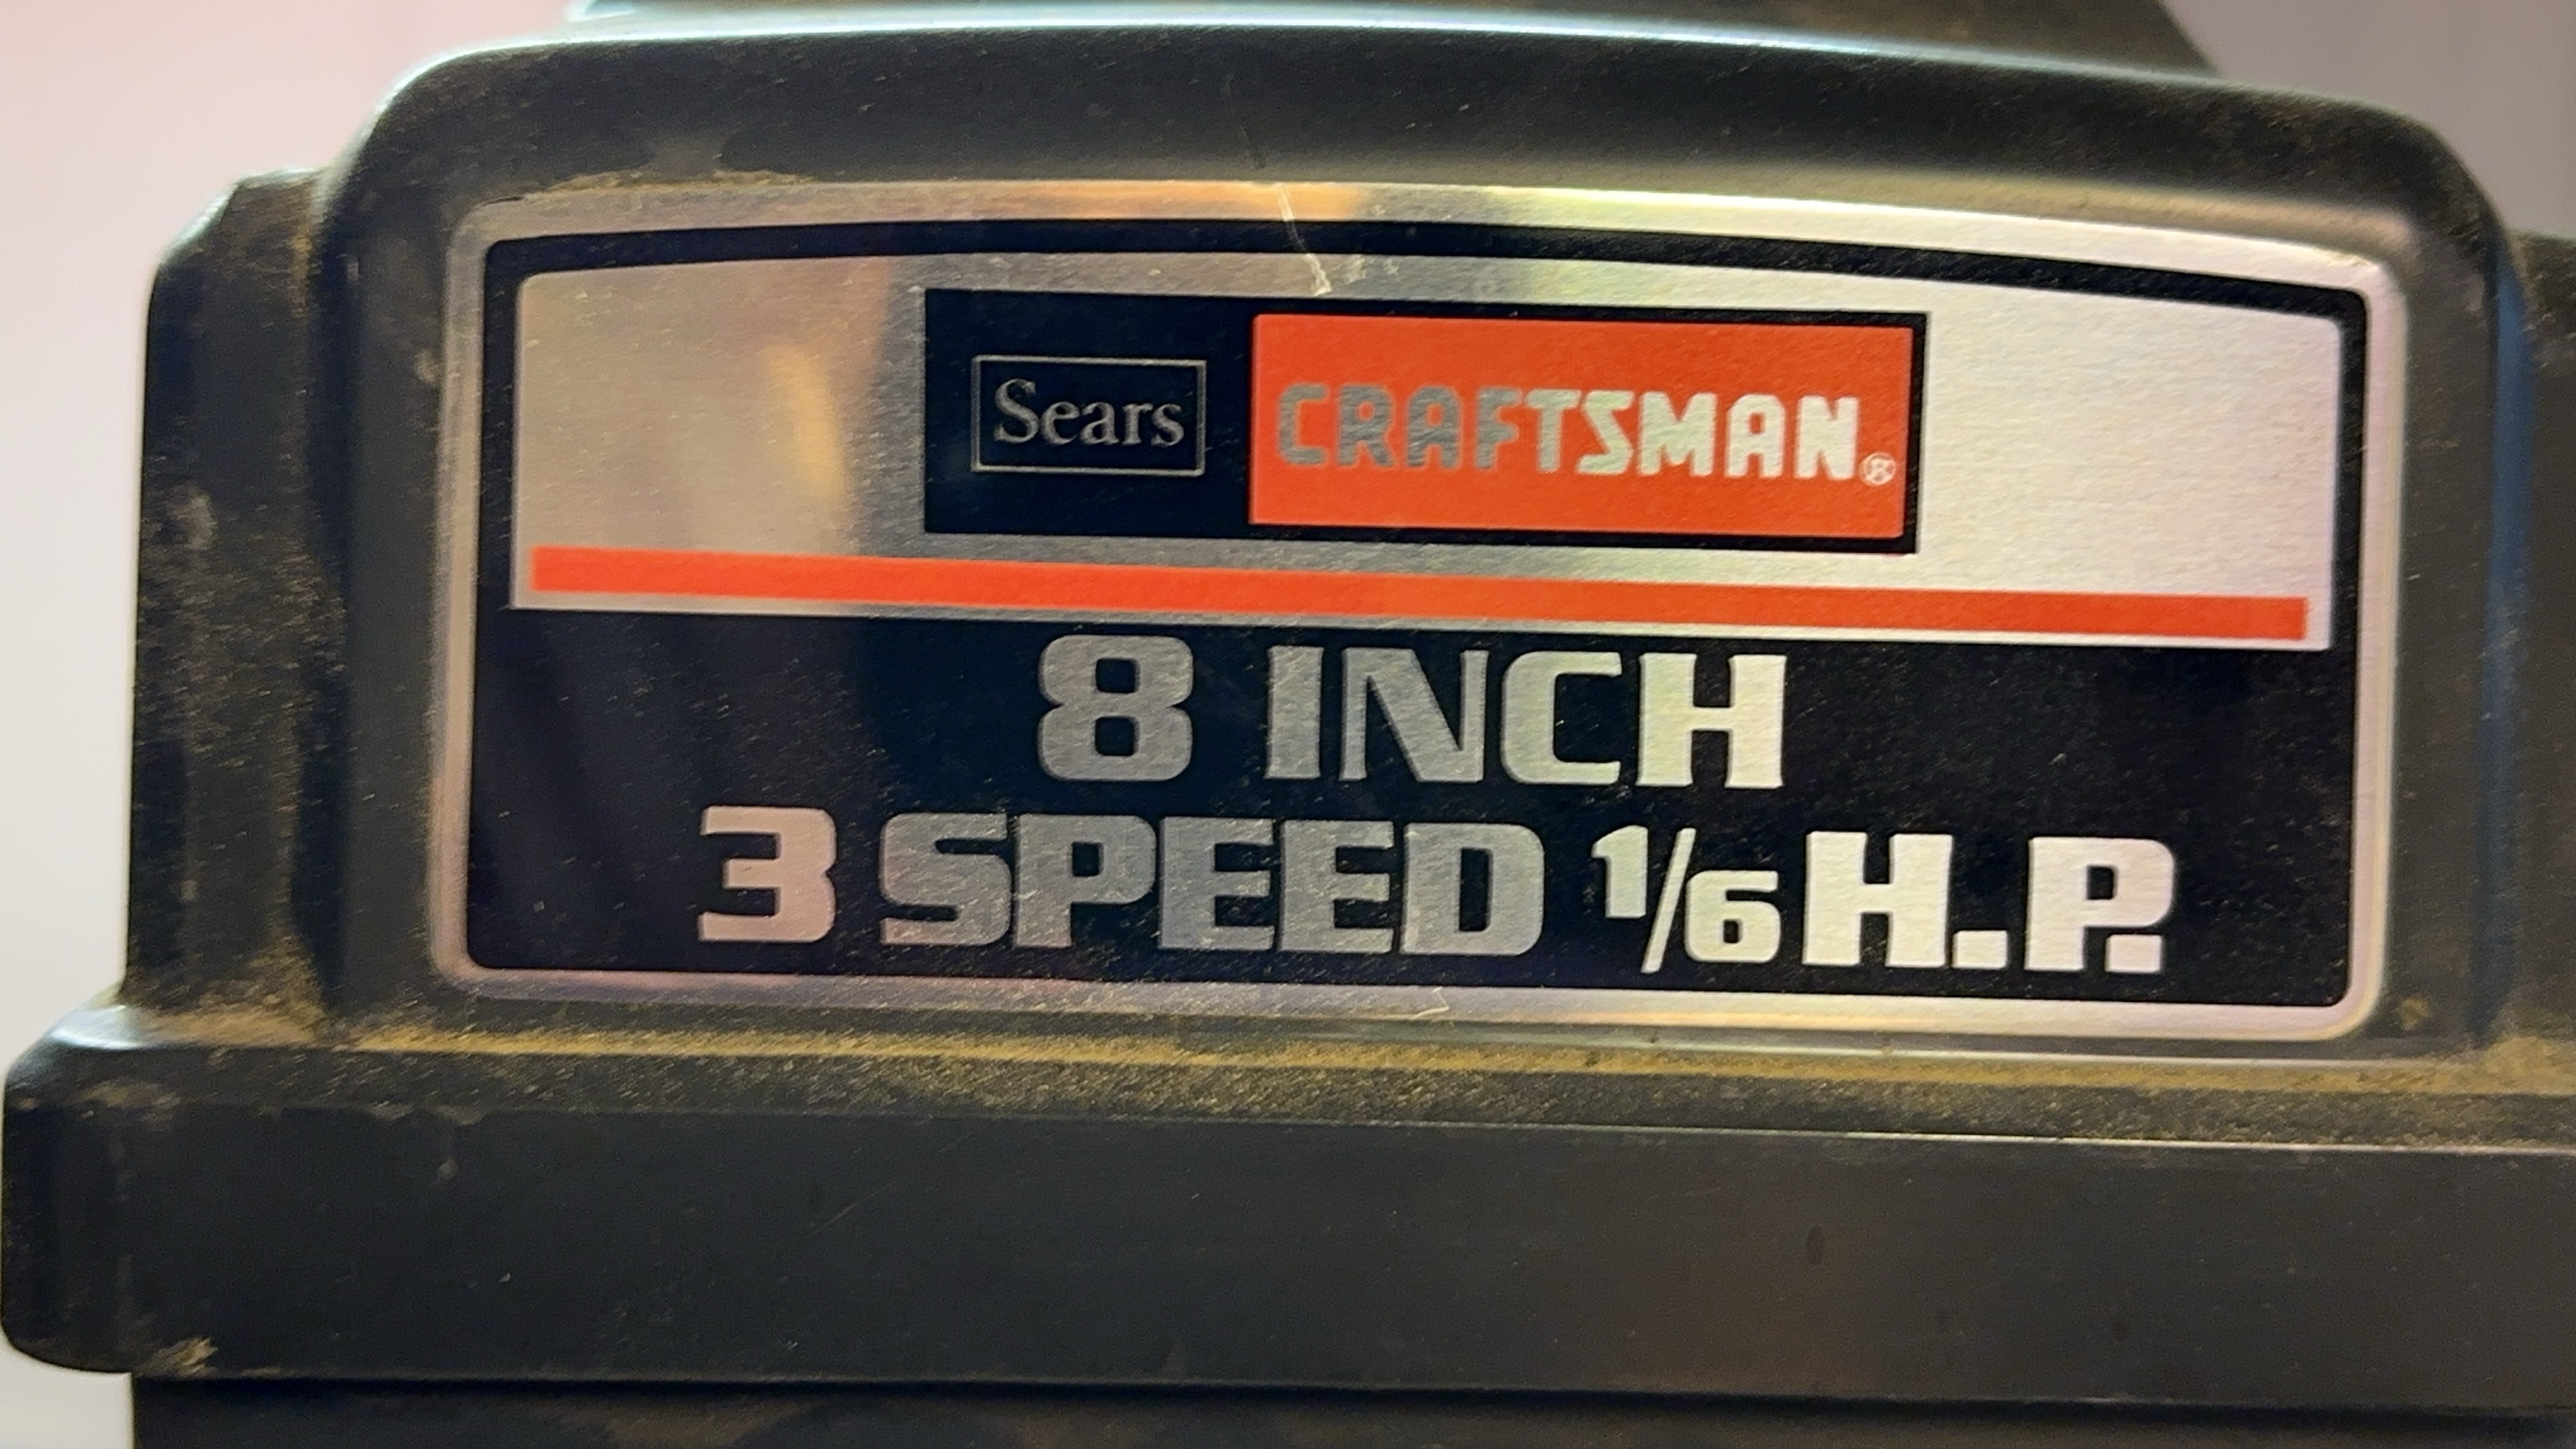 Sears CRAFTSMAN®
8 INCH
3 SPEED 1/6 H.P.